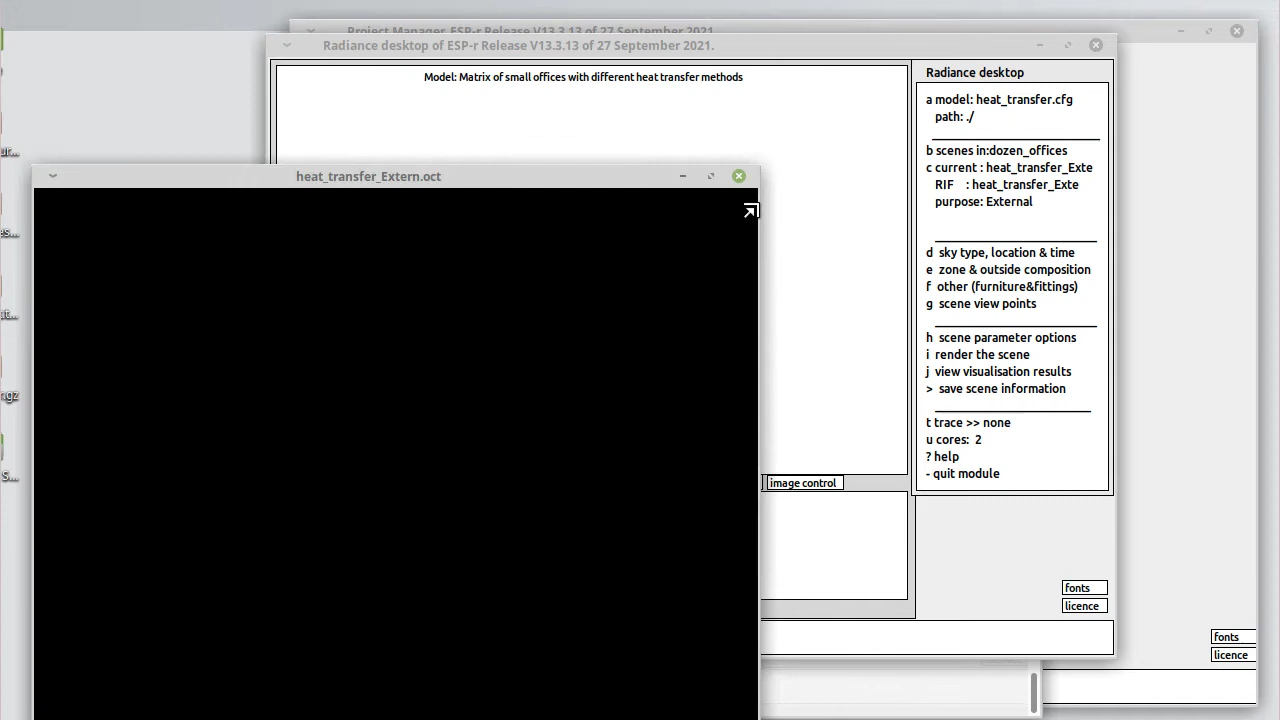 Project Manager ESP-r Release V13.3.13 of 27 September 2021.
Radiance desktop of ESP-r Release V13.3.13 of 27 September 2021.
Model: Matrix of small offices with different heat transfer methods
Radiance desktop
a model: heat_transfer.cfg
path: ./
b scenes in:dozen_offices
c current : heat_transfer_Exte
RIF : heat_transfer_Exte
purpose: External
d sky type, location & time
e zone & outside composition
f other (furniture&fittings)
g scene view points
h scene parameter options
i render the scene
j view visualisation results
> save scene information
t trace >> none
u cores: 2
? help
- quit module
heat_transfer_Extern.oct
image control
fonts
licence
fonts
licence